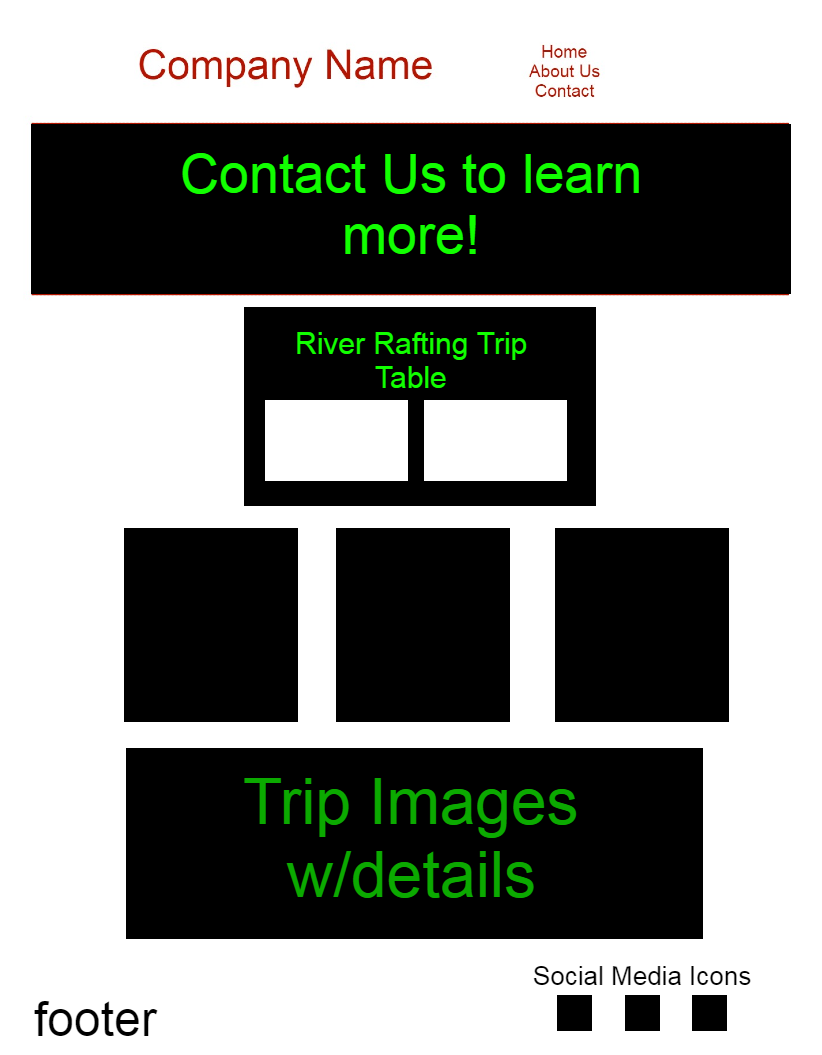 Company Name
Home
About Us
Contact
Contact Us to learn
more!
River Rafting Trip
Table
Trip Images
w/details
Social Media Icons
footer